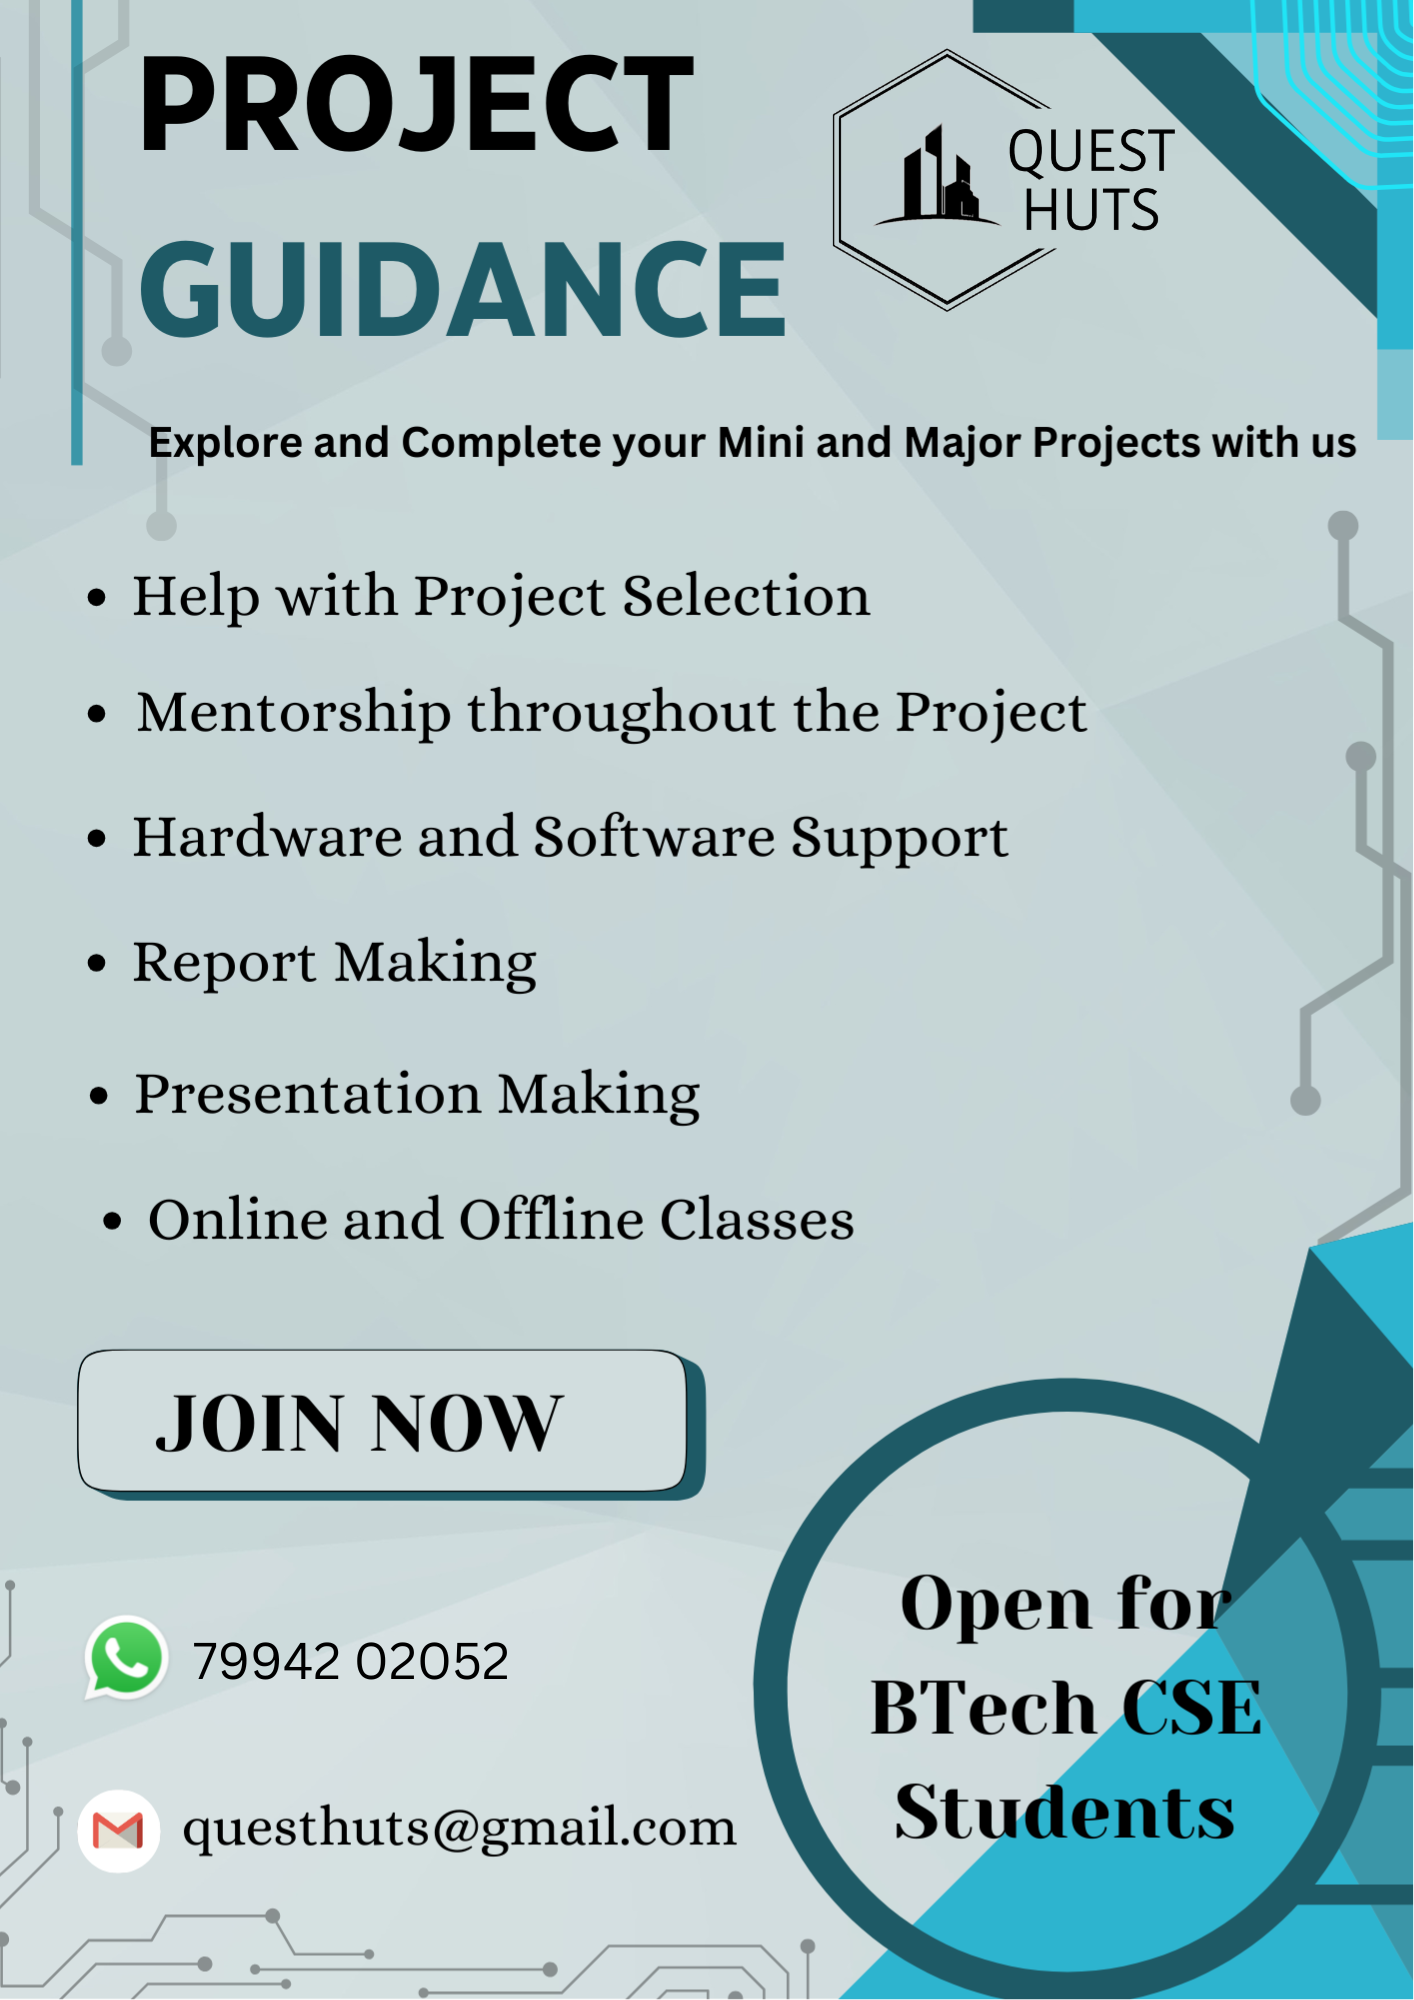 PROJECT
GUIDANCE
QUEST
HUTS
Explore and Complete your Mini and Major Projects with us
• Help with Project Selection
• Mentorship throughout the Project
• Hardware and Software Support
• Report Making
• Presentation Making
• Online and Offline Classes
JOIN NOW
79942 02052
questhuts@gmail.com
Open for
BTech CSE
Students